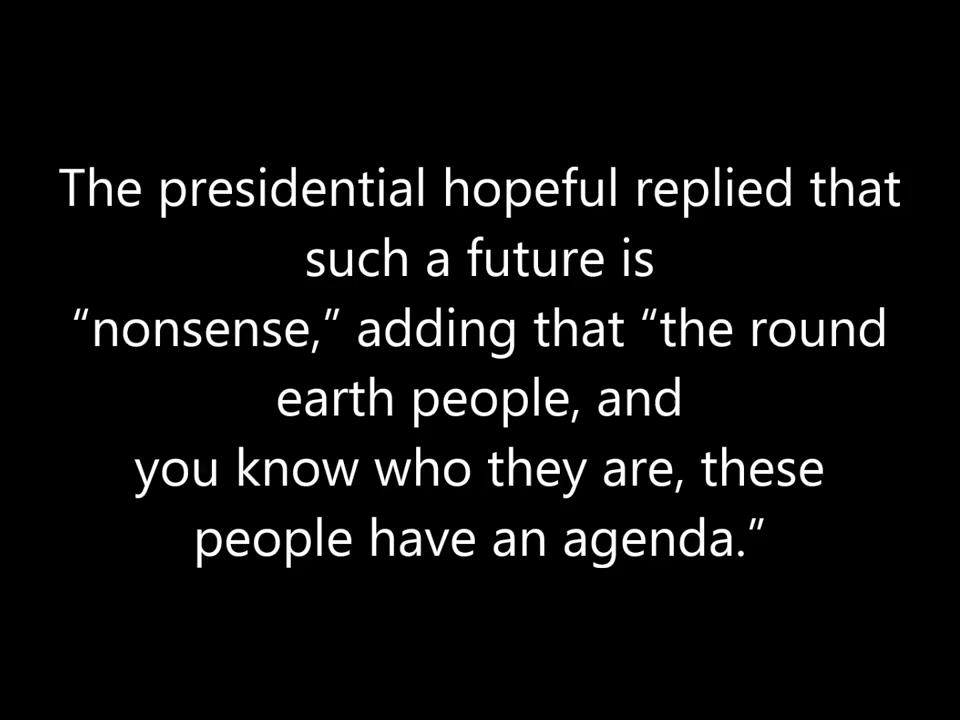 The presidential hopeful replied that
such a future is
“nonsense,” adding that “the round
earth people, and
you know who they are, these
people have an agenda.”